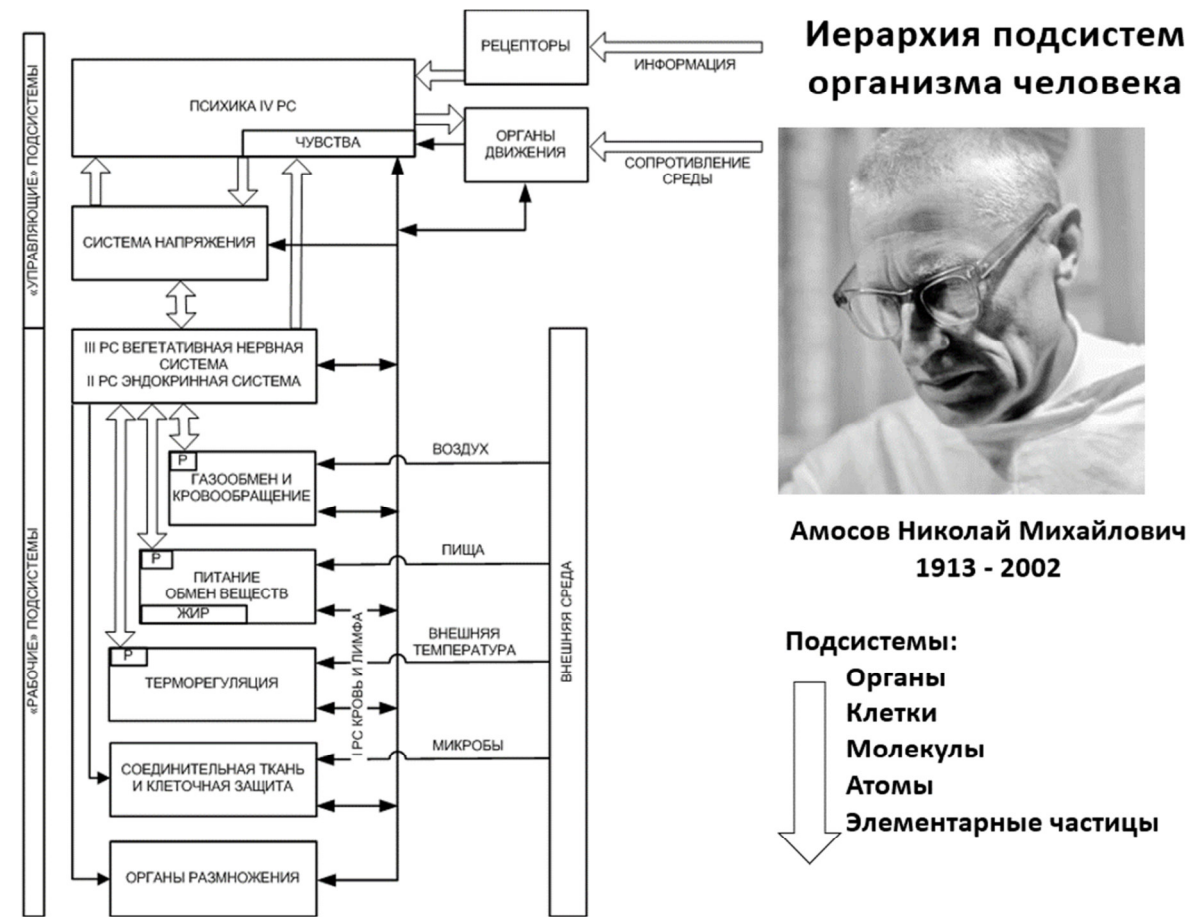 Иерархия подсистем
организма человека
РЕЦЕПТОРЫ
ИНФОРМАЦИЯ
ПСИХИКА IV РС
ЧУВСТВА
ОРГАНЫ
ДВИЖЕНИЯ
СОПРОТИВЛЕНИЕ
СРЕДЫ
«УПРАВЛЯЮЩИЕ» ПОДСИСТЕМЫ
СИСТЕМА НАПРЯЖЕНИЯ
III РС ВЕГЕТАТИВНАЯ НЕРВНАЯ
СИСТЕМА
II РС ЭНДОКРИННАЯ СИСТЕМА
«РАБОЧИЕ» ПОДСИСТЕМЫ
Р
ГАЗООБМЕН И
КРОВООБРАЩЕНИЕ
ВОЗДУХ
Р
ПИТАНИЕ
ОБМЕН ВЕЩЕСТВ
ЖИР
ПИЩА
Р
ТЕРМОРЕГУЛЯЦИЯ
ВНЕШНЯЯ
ТЕМПЕРАТУРА
I РС КРОВЬ И ЛИМФА
СОЕДИНИТЕЛЬНАЯ ТКАНЬ
И КЛЕТОЧНАЯ ЗАЩИТА
МИКРОБЫ
ОРГАНЫ РАЗМНОЖЕНИЯ
ВНЕШНЯЯ СРЕДА
Амосов Николай Михайлович
1913 - 2002
Подсистемы:
Органы
Клетки
Молекулы
Атомы
Элементарные частицы